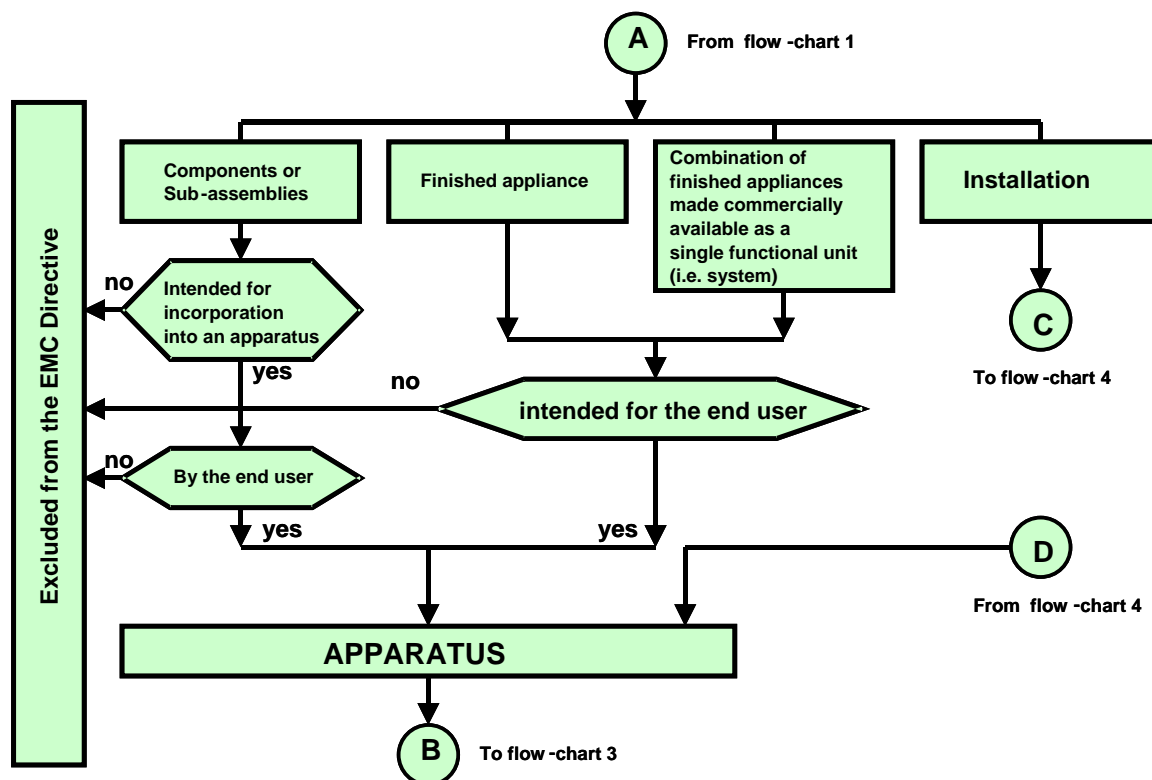 A
From flow -chart 1
Excluded from the EMC Directive
Components or
Sub-assemblies
Finished appliance
Combination of
finished appliances
made commercially
available as a
single functional unit
(i.e. system)
Installation
no
Intended for
incorporation
into an apparatus
yes
C
To flow -chart 4
no
intended for the end user
no
By the end user
yes
yes
D
From flow -chart 4
APPARATUS
B
To flow -chart 3